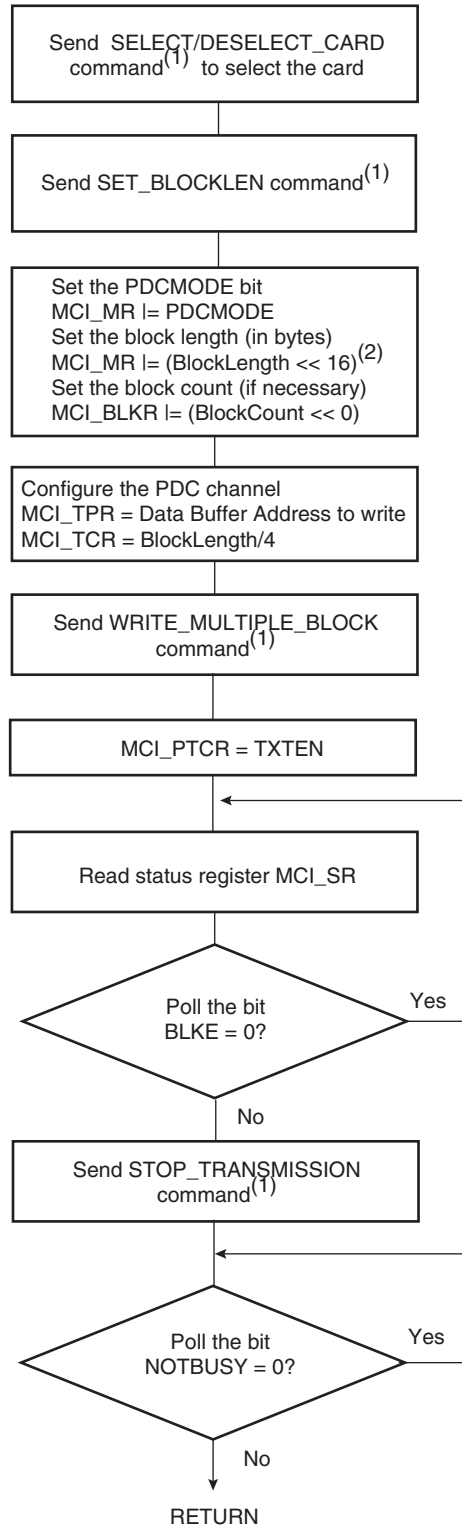 Send SELECT/DESELECT_CARD
command(1) to select the card
Send SET_BLOCKLEN command(1)
Set the PDCMODE bit
MCI_MR |= PDCMODE
Set the block length (in bytes)
MCI_MR |= (BlockLength << 16)(2)
Set the block count (if necessary)
MCI_BLKR |= (BlockCount << 0)
Configure the PDC channel
MCI_TPR = Data Buffer Address to write
MCI_TCR = BlockLength/4
Send WRITE_MULTIPLE_BLOCK
command(1)
MCI_PTCR = TXTEN
Read status register MCI_SR
Poll the bit
BLKE = 0?
Yes
No
Send STOP_TRANSMISSION
command(1)
Poll the bit
NOTBUSY = 0?
Yes
No
RETURN